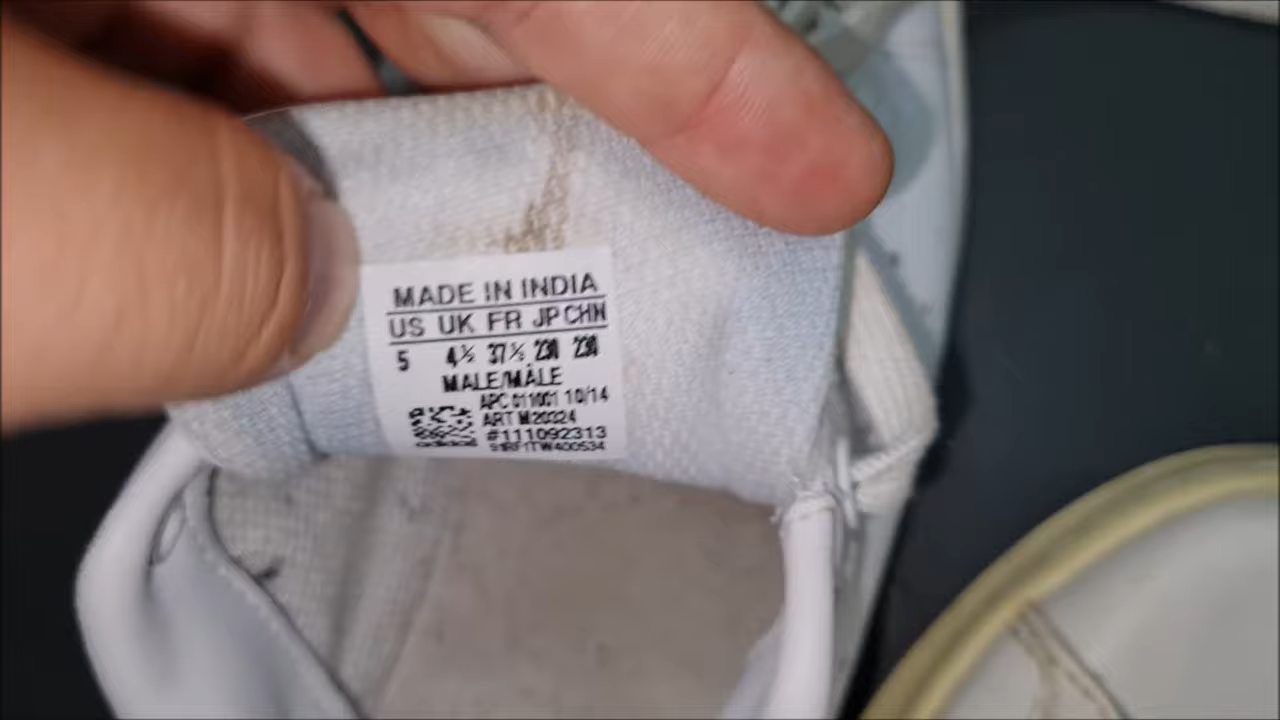 MADE IN INDIA
US UK FR JP CHN
5 4½ 37½ 230 230
MALE/MÂLE
APC 011001 10/14
ART M20324
#111092313